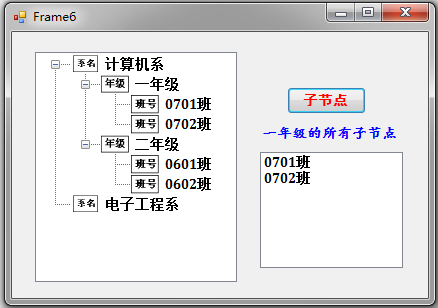 Frame6
系名 计算机系
年级 一年级
班号 0701班
班号 0702班
年级 二年级
班号 0601班
班号 0602班
系名 电子工程系
子节点
一年级的所有子节点
0701班
0702班